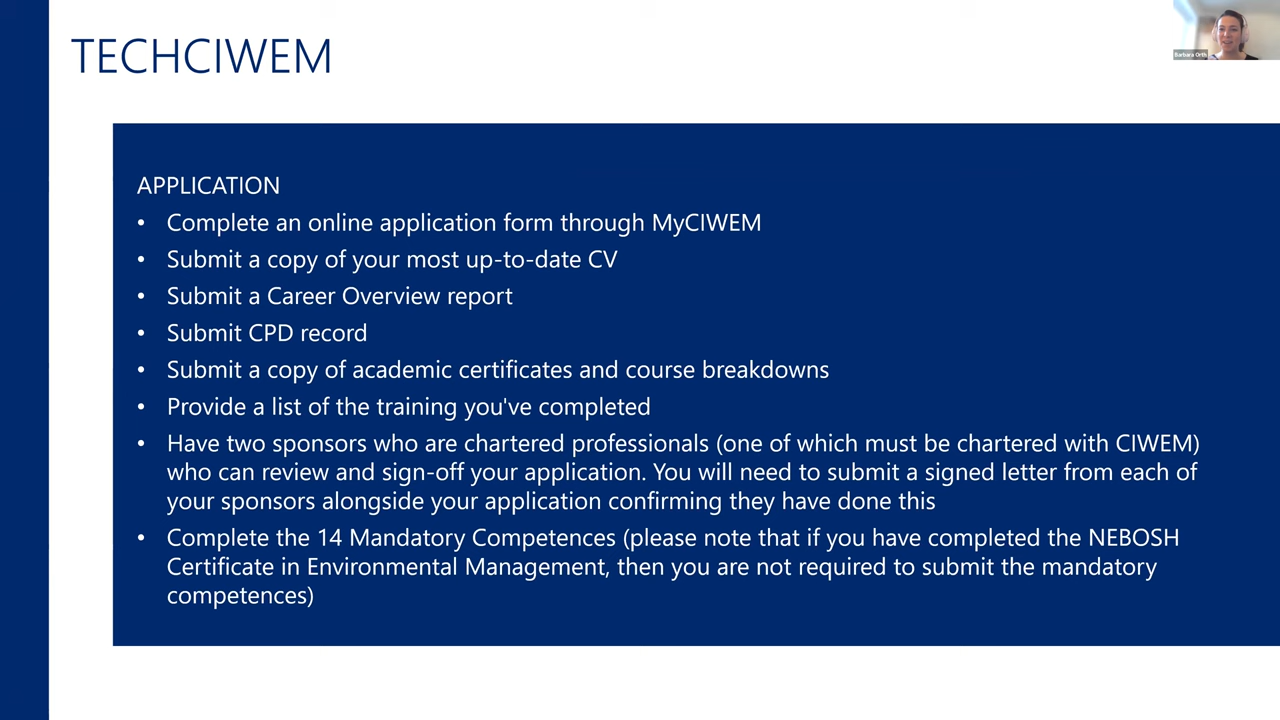 TECHCIWEM
Barbara Orth
APPLICATION
• Complete an online application form through MyCIWEM
• Submit a copy of your most up-to-date CV
• Submit a Career Overview report
• Submit CPD record
• Submit a copy of academic certificates and course breakdowns
• Provide a list of the training you've completed
• Have two sponsors who are chartered professionals (one of which must be chartered with CIWEM)
who can review and sign-off your application. You will need to submit a signed letter from each of
your sponsors alongside your application confirming they have done this
• Complete the 14 Mandatory Competences (please note that if you have completed the NEBOSH
Certificate in Environmental Management, then you are not required to submit the mandatory
competences)